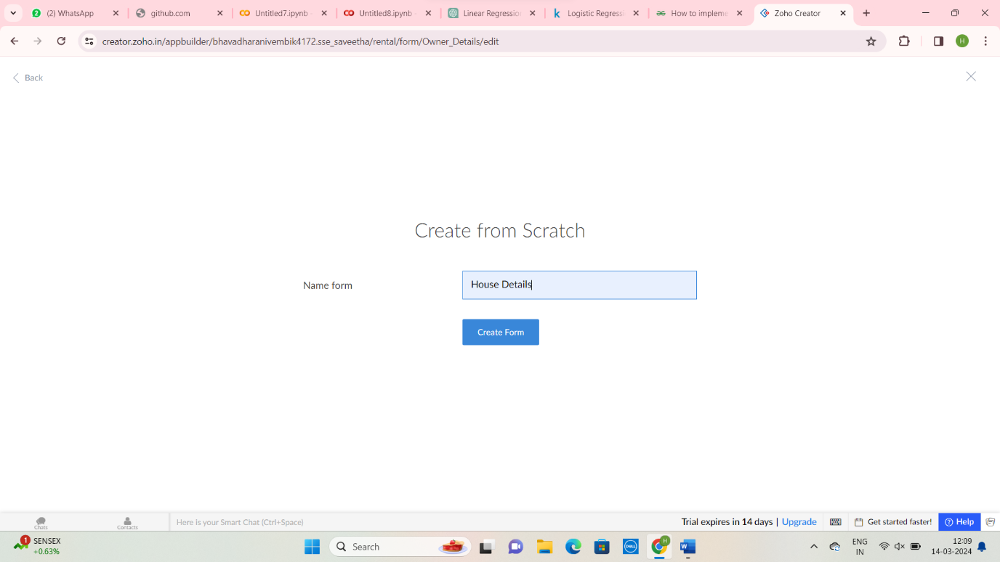 (2) WhatsApp
github.com
Untitled7.ipynb
Untitled8.ipynb
Linear Regression
Logistic Regressi
How to impleme
Zoho Creator
creator.zoho.in/appbuilder/bhavadharanivembik4172.sse_saveetha/rental/form/Owner_Details/edit
H
Back
Create from Scratch
Name form
House Details
Create Form
Chats
Contacts
Here is your Smart Chat (Ctrl+Space)
Trial expires in 14 days | Upgrade
Get started faster!
Help
1
SENSEX
+0.63%
Search
DELL
H
ENG
IN
12:09
14-03-2024